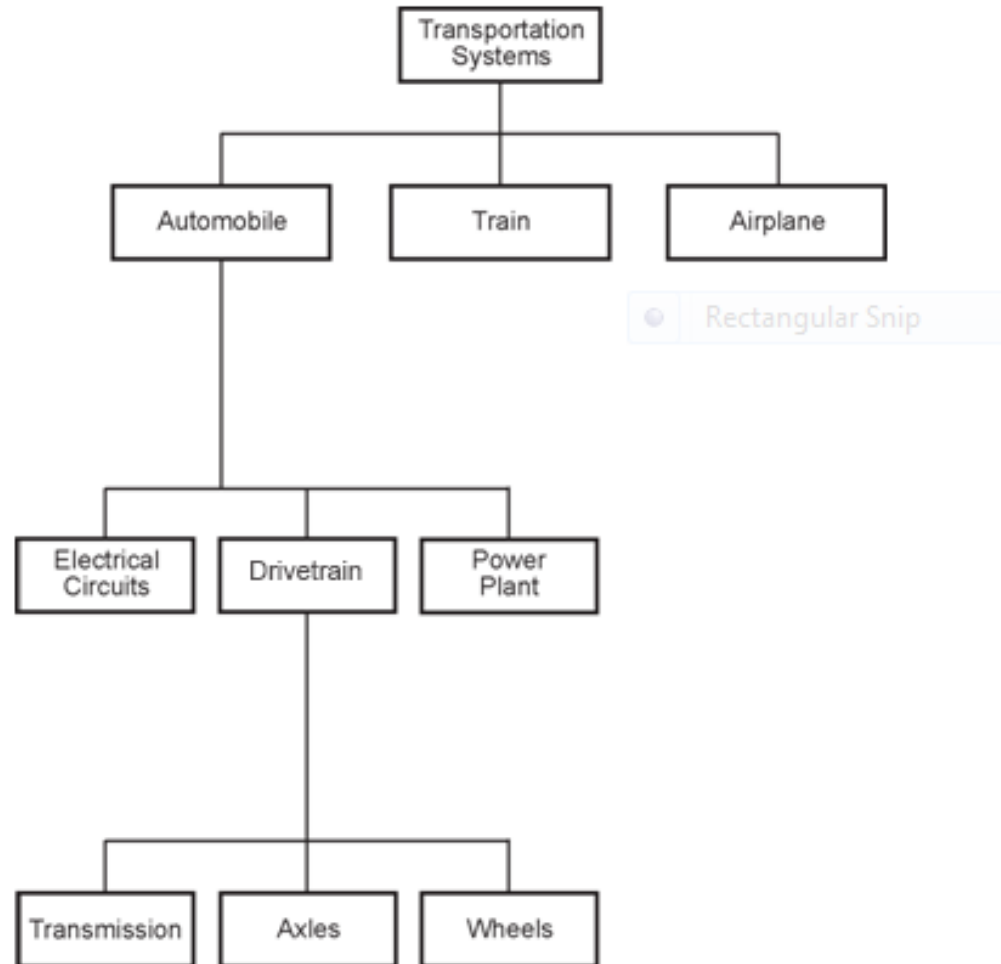 Transportation
Systems
Automobile
Train
Airplane
Rectangular Snip
Electrical
Circuits
Drivetrain
Power
Plant
Transmission
Axles
Wheels